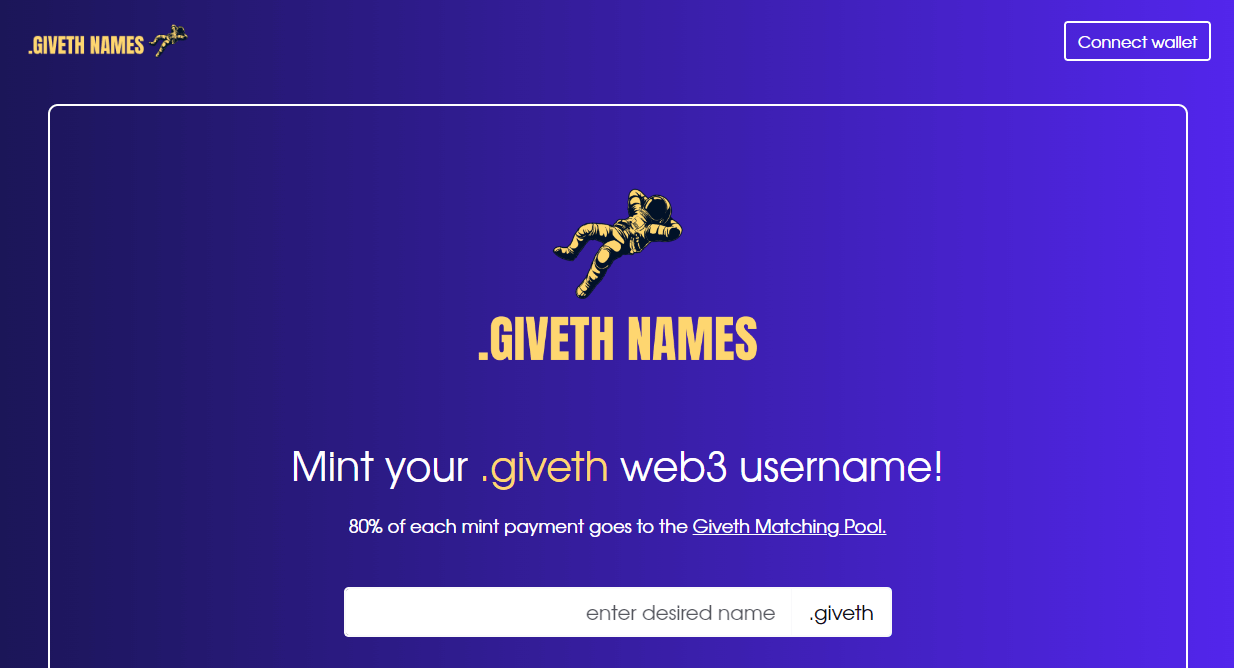 .GIVETH NAMES
Connect wallet
.GIVETH NAMES
Mint your .giveth web3 username!
80% of each mint payment goes to the Giveth Matching Pool.
enter desired name .giveth